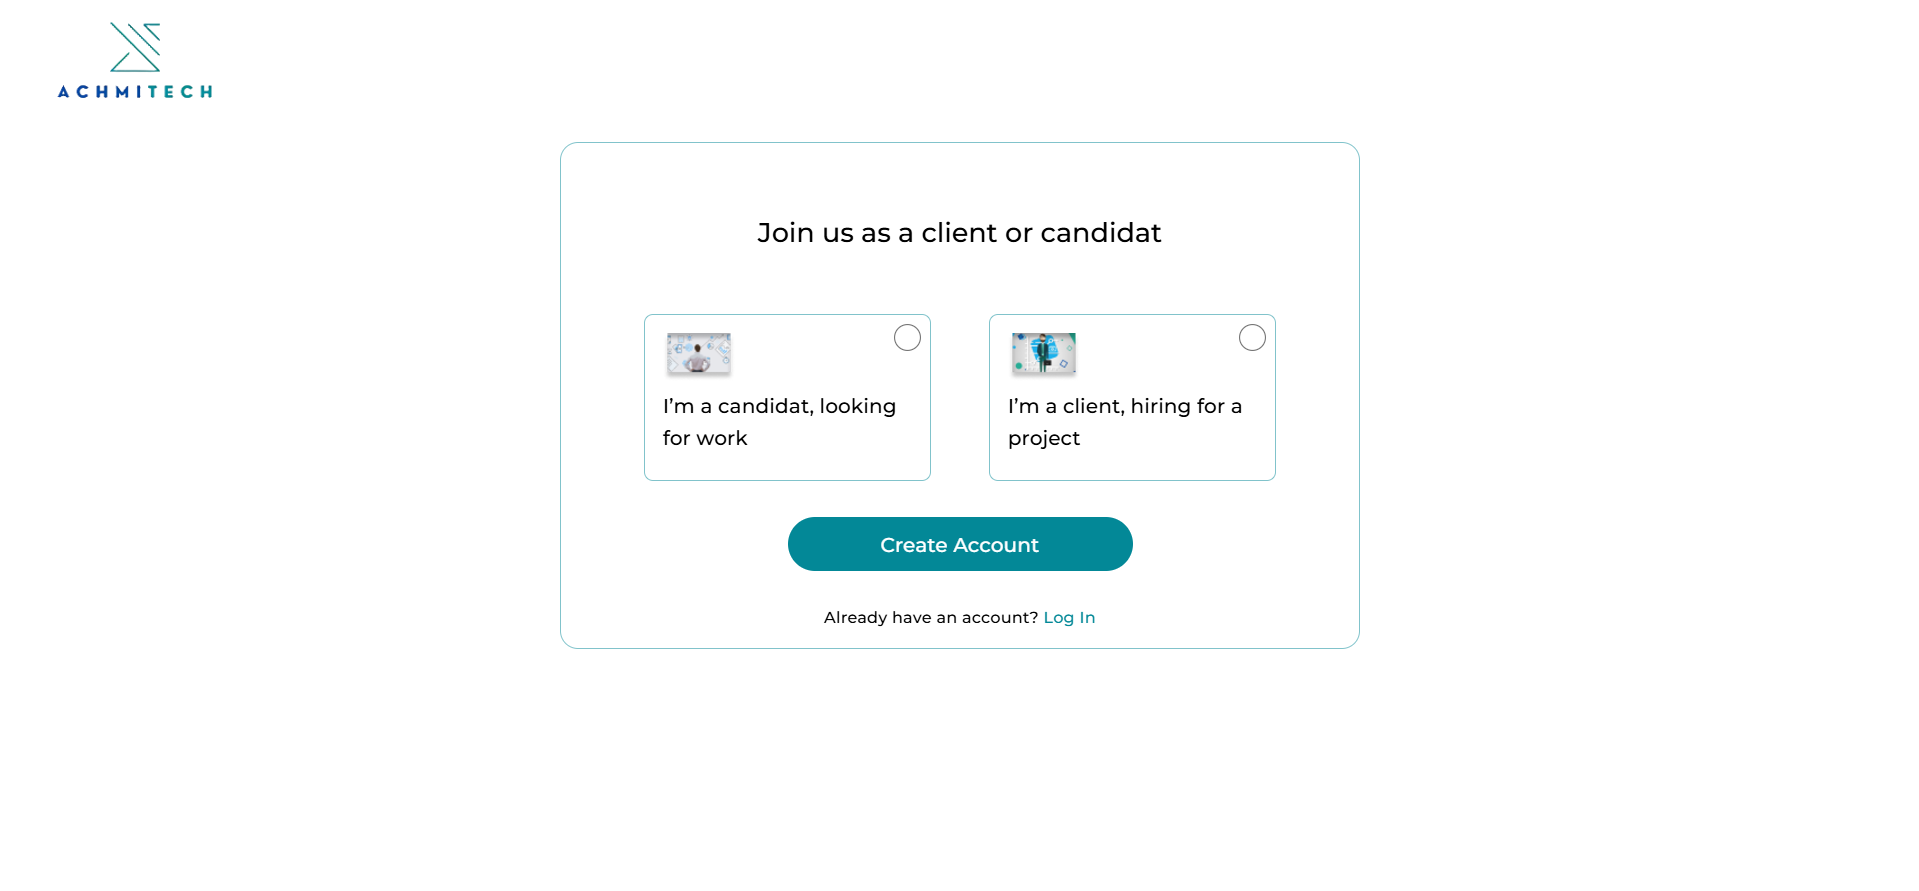 ACHMITECH
Join us as a client or candidat
I’m a candidat, looking
for work
I’m a client, hiring for a
project
Create Account
Already have an account? Log In